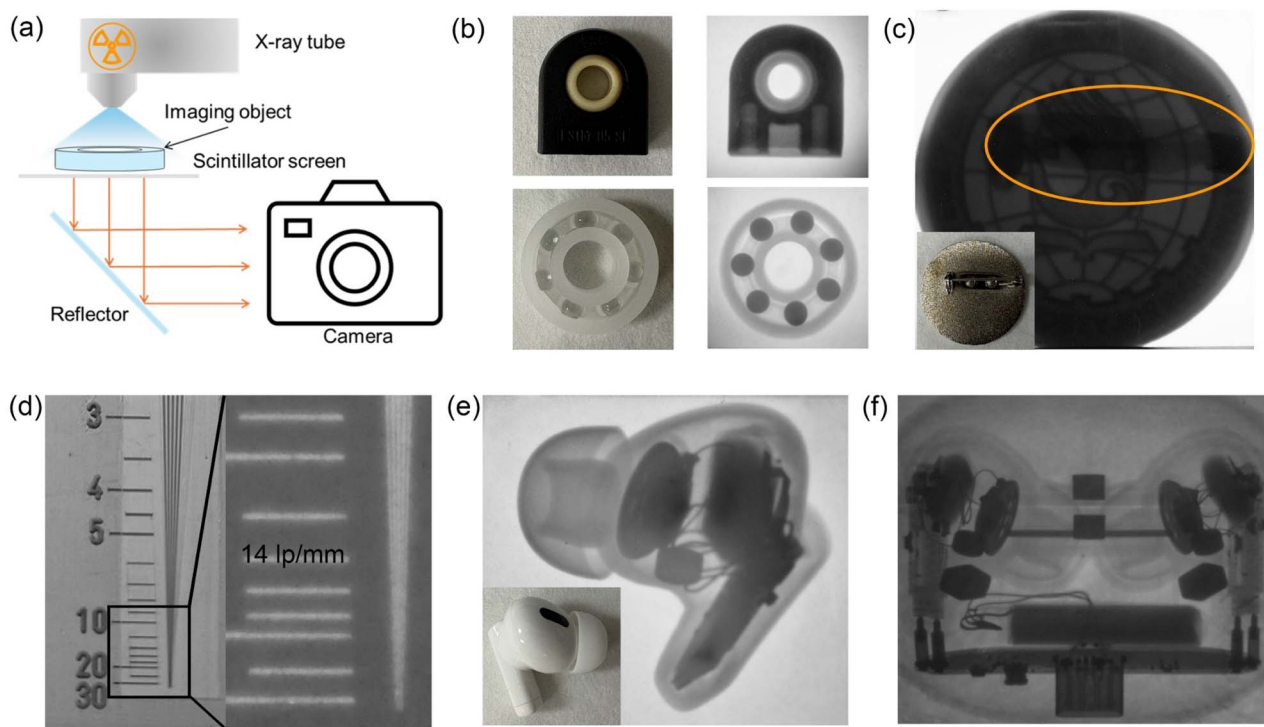 (a)
X-ray tube
Imaging object
Scintillator screen
Reflector
Camera
(b)
(c)
(d)
3
4
5
10
20
30
14 lp/mm
(e)
(f)